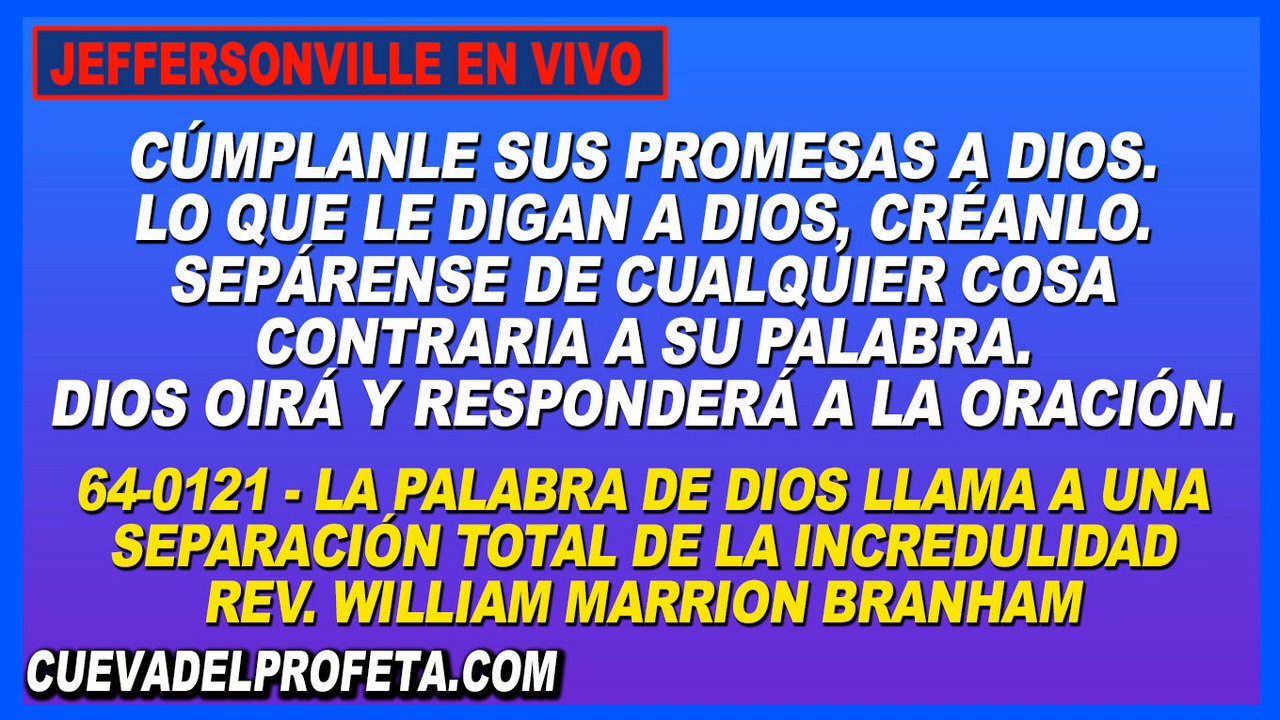 JEFFERSONVILLE EN VIVO
CÚMPLANLE SUS PROMESAS A DIOS.
LO QUE LE DIGAN A DIOS, CRÉANLO.
SEPÁRENSE DE CUALQUIER COSA
CONTRARIA A SU PALABRA.
DIOS OIRÁ Y RESPONDERÁ A LA ORACIÓN.
64-0121 - LA PALABRA DE DIOS LLAMA A UNA
SEPARACIÓN TOTAL DE LA INCREDULIDAD
REV. WILLIAM MARRION BRANHAM
CUEVADELPROFETA.COM